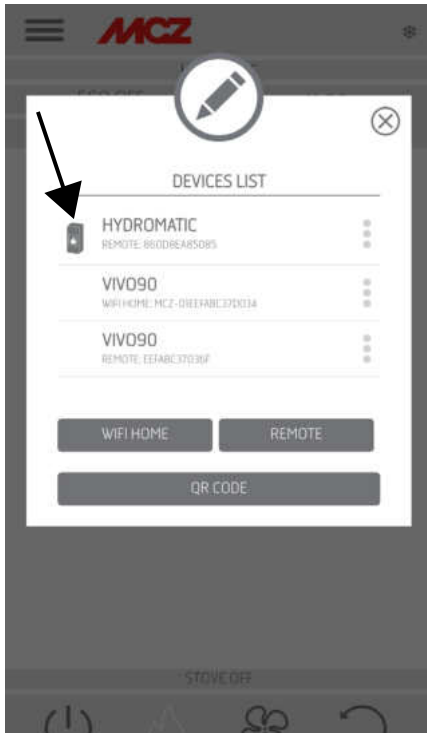 MCZ
DEVICES LIST
HYDROMATIC
REMOTE: 860D8EA85085
VIVO90
WIFI HOME: MCZ-01EEFABC37D034
VIVO90
REMOTE: EEFABC37036F
WIFI HOME
REMOTE
QR CODE
STOVE OFF